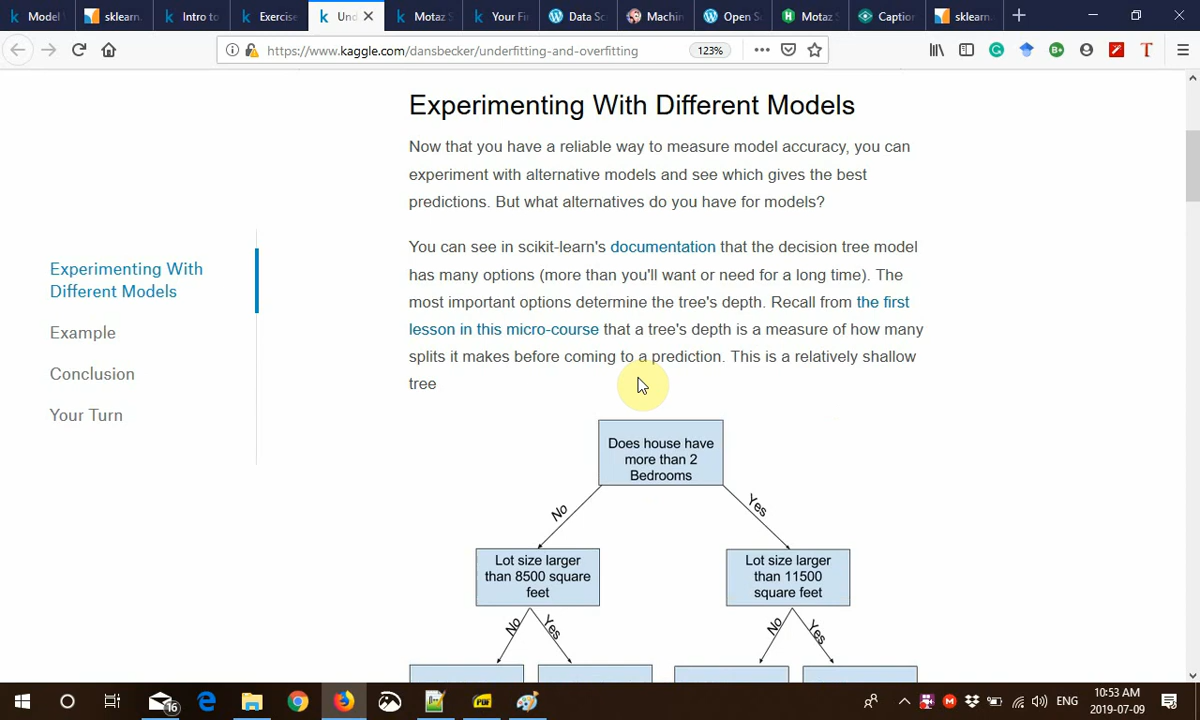 Model
sklearn.
Intro to
Exercise
Und
Motaz S
Your Fi
Data Sc
Machin
Open S
Motaz
Captio
sklearn.
https://www.kaggle.com/dansbecker/underfitting-and-overfitting
123%
Experimenting With Different Models
Now that you have a reliable way to measure model accuracy, you can
experiment with alternative models and see which gives the best
predictions. But what alternatives do you have for models?
You can see in scikit-learn's documentation that the decision tree model
has many options (more than you'll want or need for a long time). The
most important options determine the tree's depth. Recall from the first
lesson in this micro-course that a tree's depth is a measure of how many
splits it makes before coming to a prediction. This is a relatively shallow
tree
Experimenting With
Different Models
Example
Conclusion
Your Turn
Does house have
more than 2
Bedrooms
No
Yes
Lot size larger
than 8500 square
feet
Lot size larger
than 11500
square feet
No
Yes
No
Yes
16
PDF
ENG
10:53 AM
2019-07-09